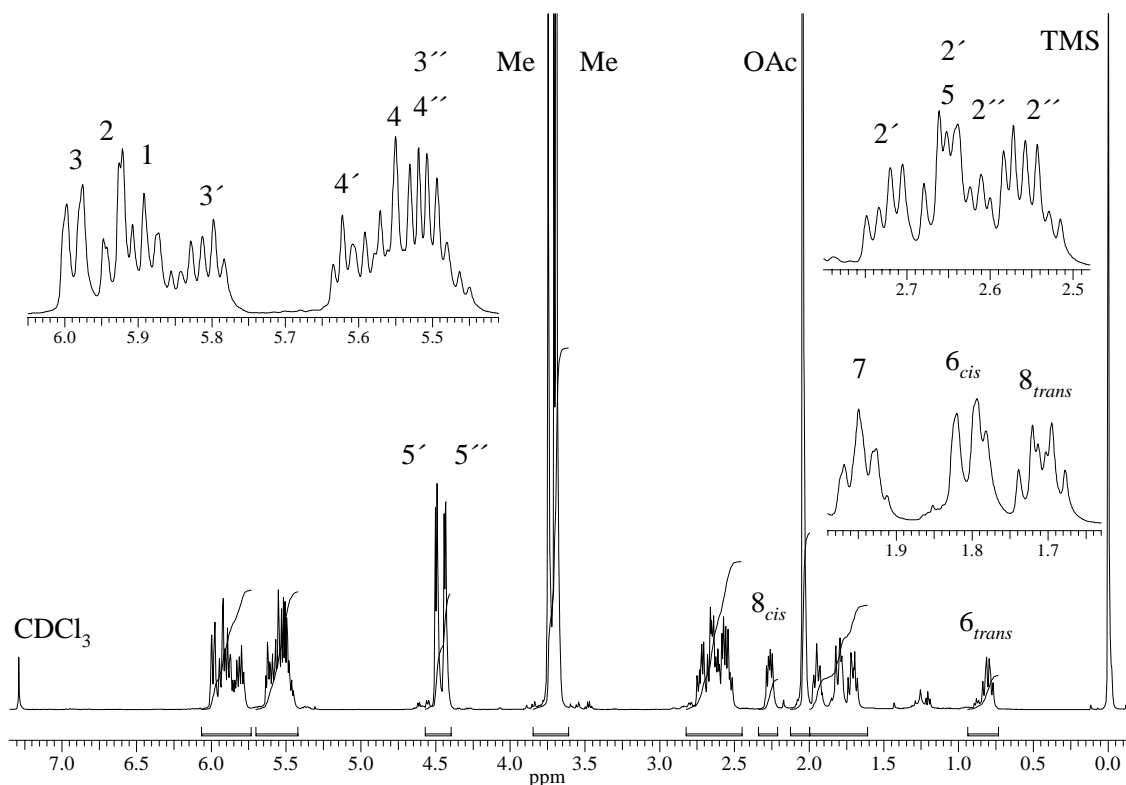 3´´
4 4´´
3 2 1 3´ 4´
Me Me OAc TMS
2´
2´ 5 2´´ 2´´
6.0 5.9 5.8 5.7 5.6 5.5
2.7 2.6 2.5
7 6cis 8trans
1.9 1.8 1.7
5´ 5´´
CDCl3 8cis 6trans
7.0 6.5 6.0 5.5 5.0 4.5 4.0 3.5 3.0 2.5 2.0 1.5 1.0 0.5 0.0
ppm